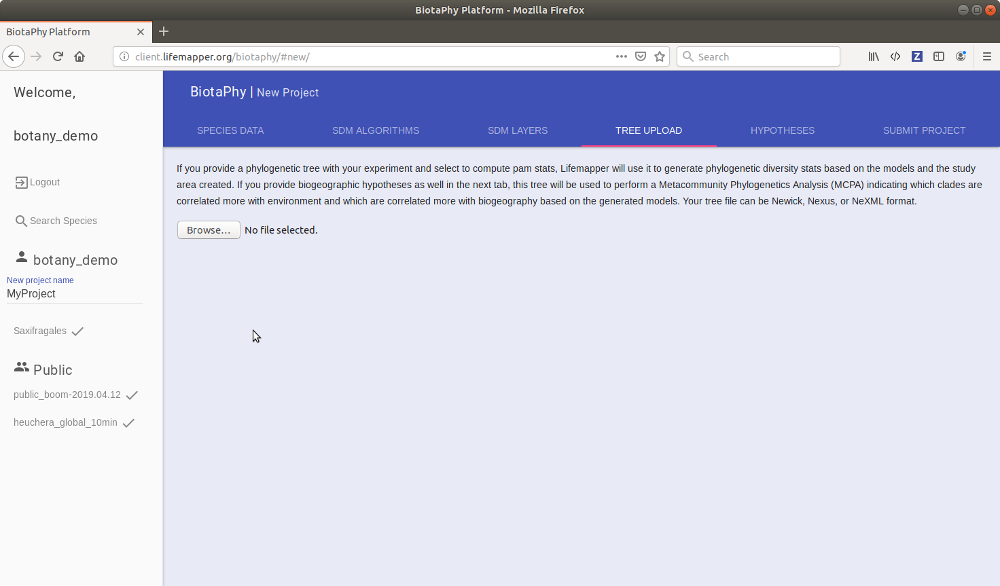 BiotaPhy Platform - Mozilla Firefox
BiotaPhy Platform
client.lifemapper.org/biotaphy/#new/
Search
Z
Welcome,
botany_demo
Logout
Search Species
botany_demo
New project name
MyProject
Saxifragales
Public
public_boom-2019.04.12
heuchera_global_10min
BiotaPhy | New Project
SPECIES DATA SDM ALGORITHMS SDM LAYERS TREE UPLOAD HYPOTHESES SUBMIT PROJECT
If you provide a phylogenetic tree with your experiment and select to compute pam stats, Lifemapper will use it to generate phylogenetic diversity stats based on the models and the study
area created. If you provide biogeographic hypotheses as well in the next tab, this tree will be used to perform a Metacommunity Phylogenetics Analysis (MCPA) indicating which clades are
correlated more with environment and which are correlated more with biogeography based on the generated models. Your tree file can be Newick, Nexus, or NeXML format.
Browse... No file selected.